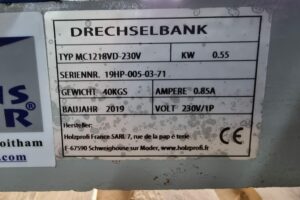 DRECHSELBANK
TYP MC1218VD-230V KW 0.55
SERIENNR. 19HP-005-03-71
GEWICHT 40KGS AMPERE 0.85A
BAUJAHR 2019 VOLT 230V/1P
Hersteller:
Holzprofi France SARL 7, rue de la pap è terie
F-67590 Schweighouse sur Moder, www.holzprofi.fr
CE